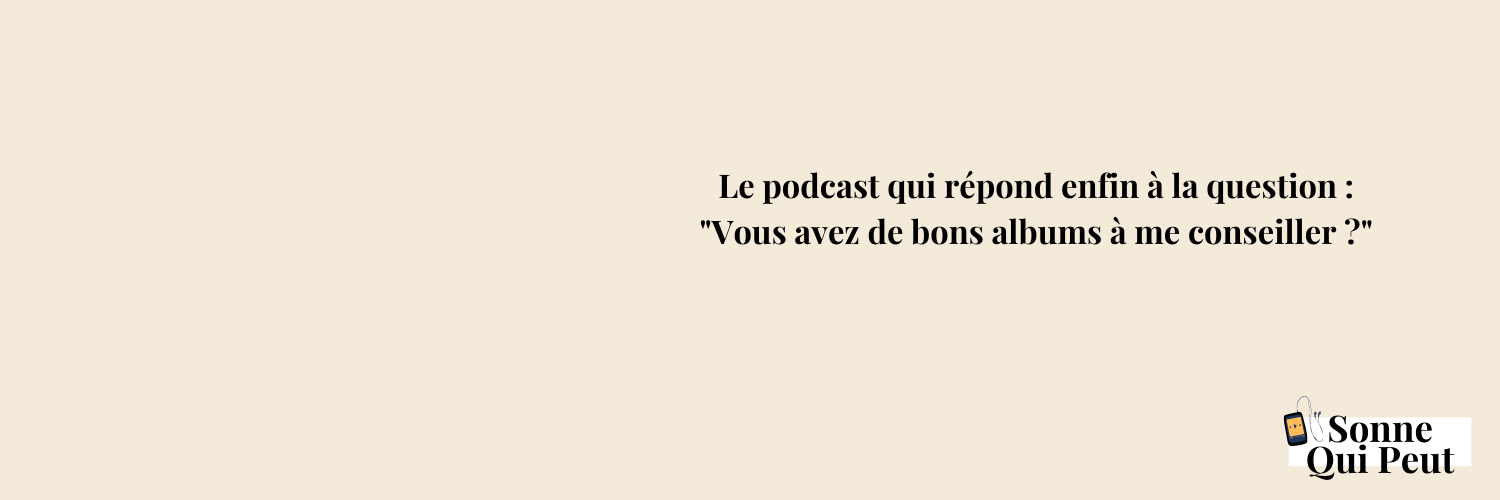 Le podcast qui répond enfin à la question :
"Vous avez de bons albums à me conseiller ?"
Sonne
Qui Peut